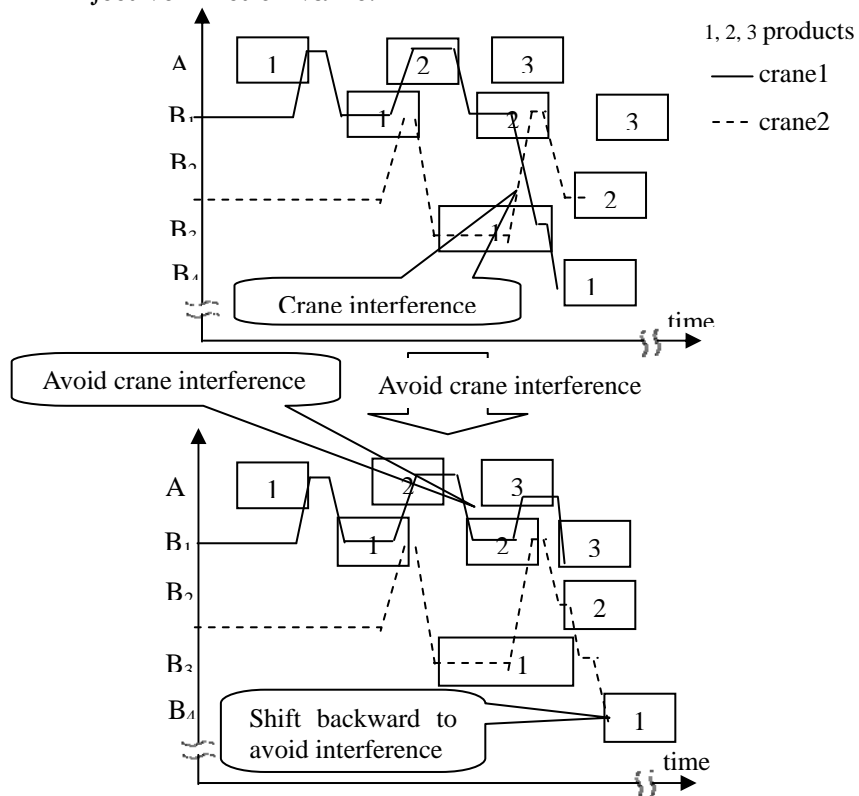 1, 2, 3 products
crane1
crane2
A
1
2
3
B1
1
2
3
B2
2
B3
1
B4
1
Crane interference
time
Avoid crane interference
Avoid crane interference
A
1
2
3
B1
1
2
3
B2
2
B3
1
B4
1
Shift backward to
avoid interference
time